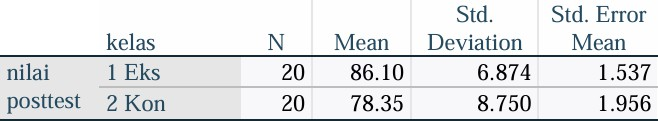 kelas N Mean Std. Deviation Std. Error Mean
nilai posttest 1 Eks 20 86.10 6.874 1.537
2 Kon 20 78.35 8.750 1.956